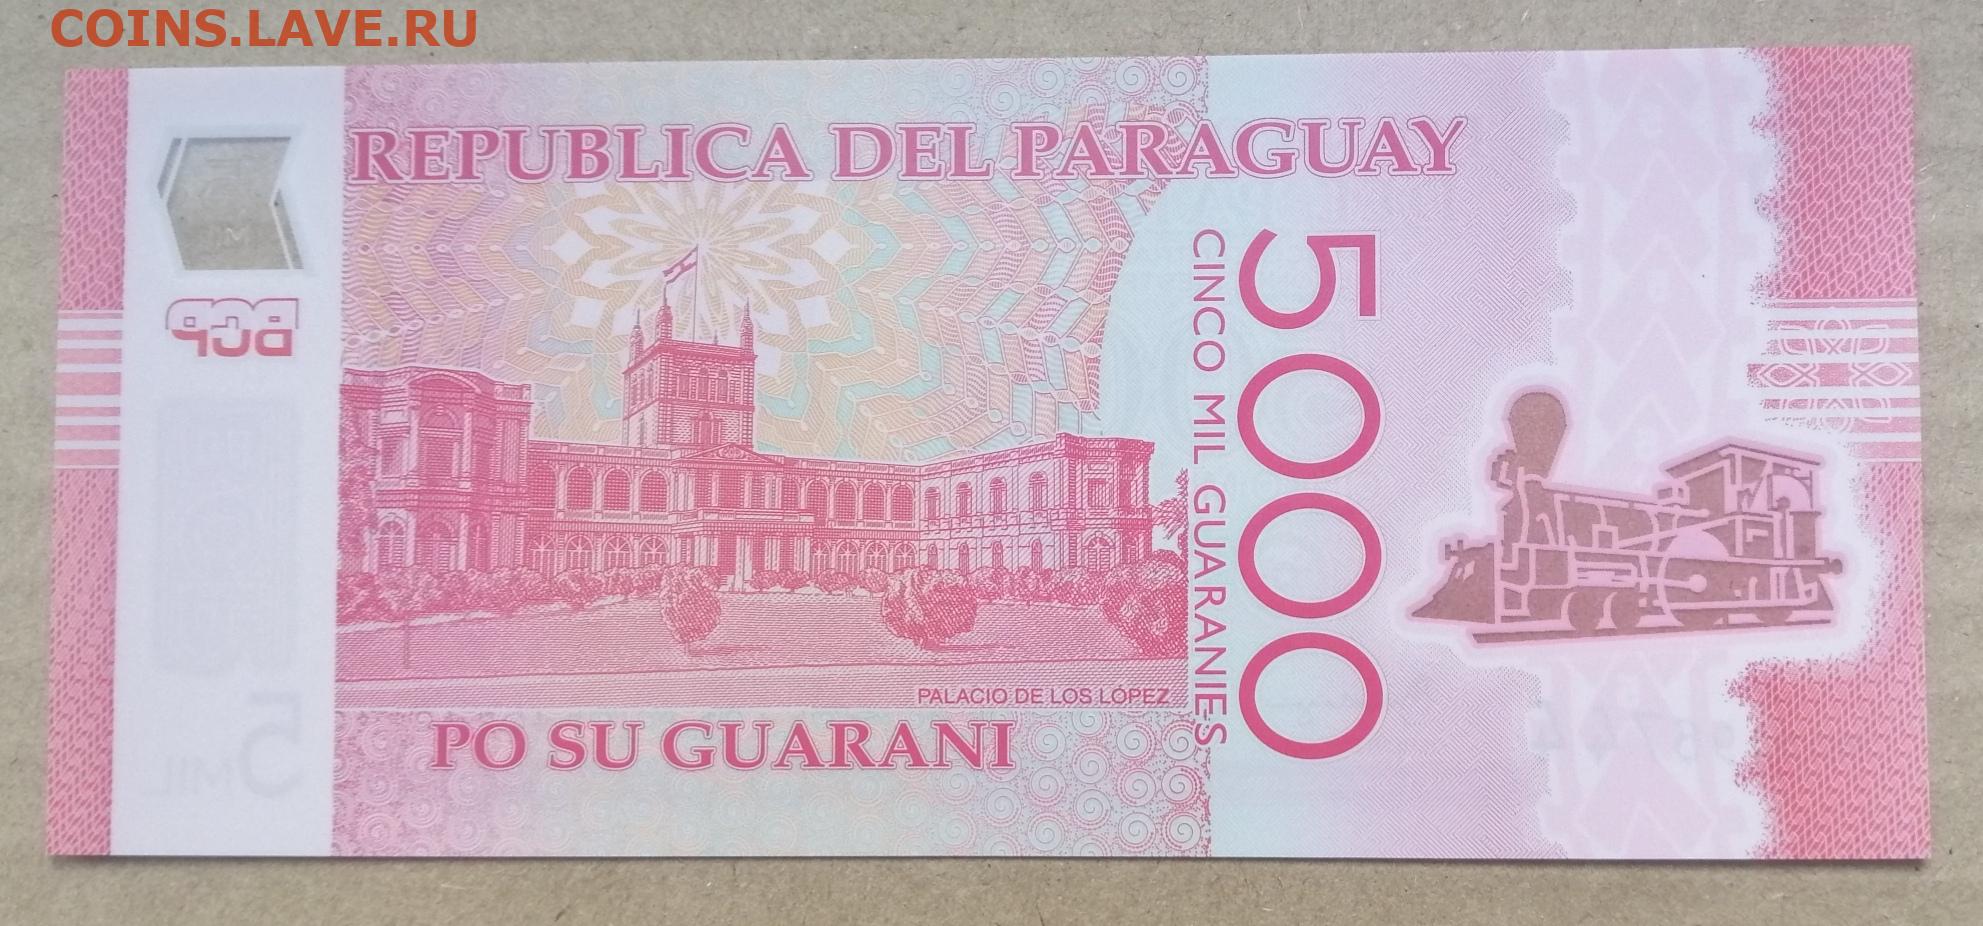 COINS.LAVE.RU
REPUBLICA DEL PARAGUAY
5000
CINCO MIL GUARANIES
BCP
PALACIO DE LOS LÓPEZ
PO SU GUARANI
5 MIL